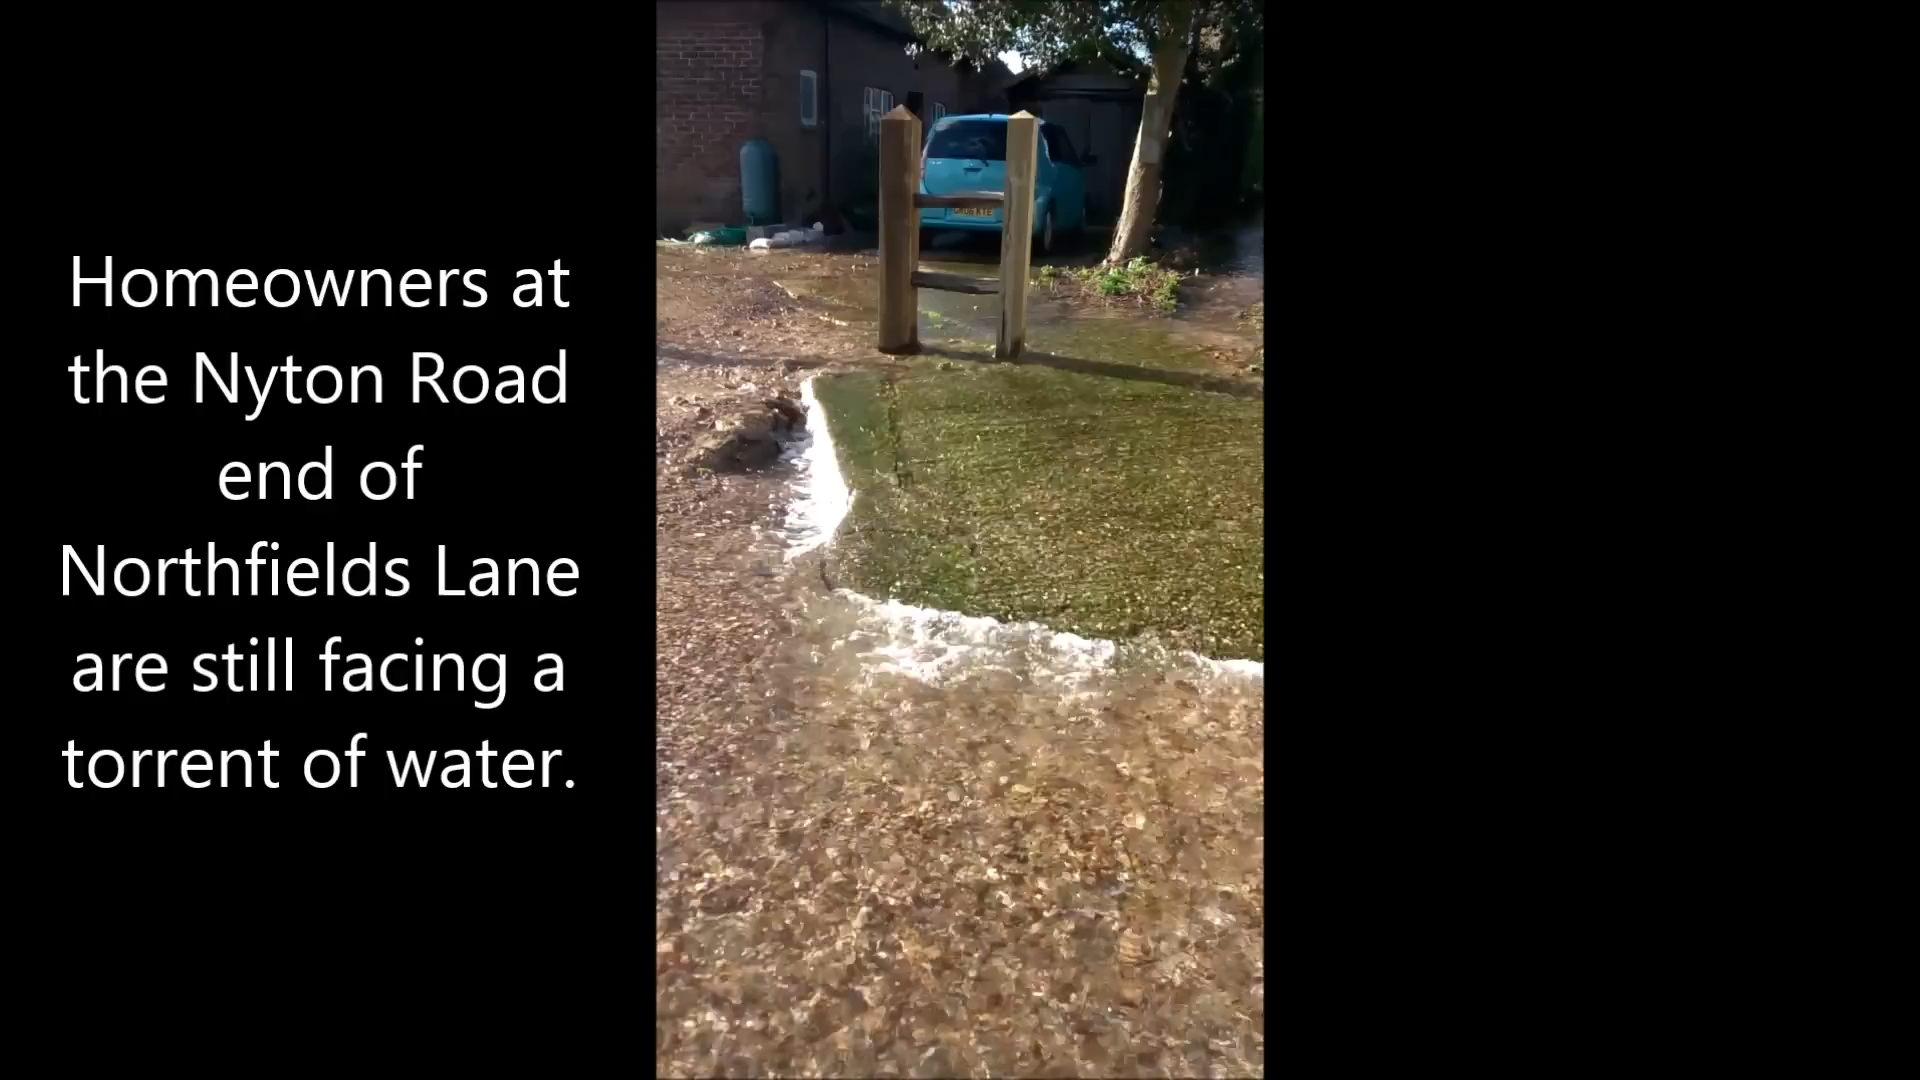 Homeowners at
the Nyton Road
end of
Northfields Lane
are still facing a
torrent of water.